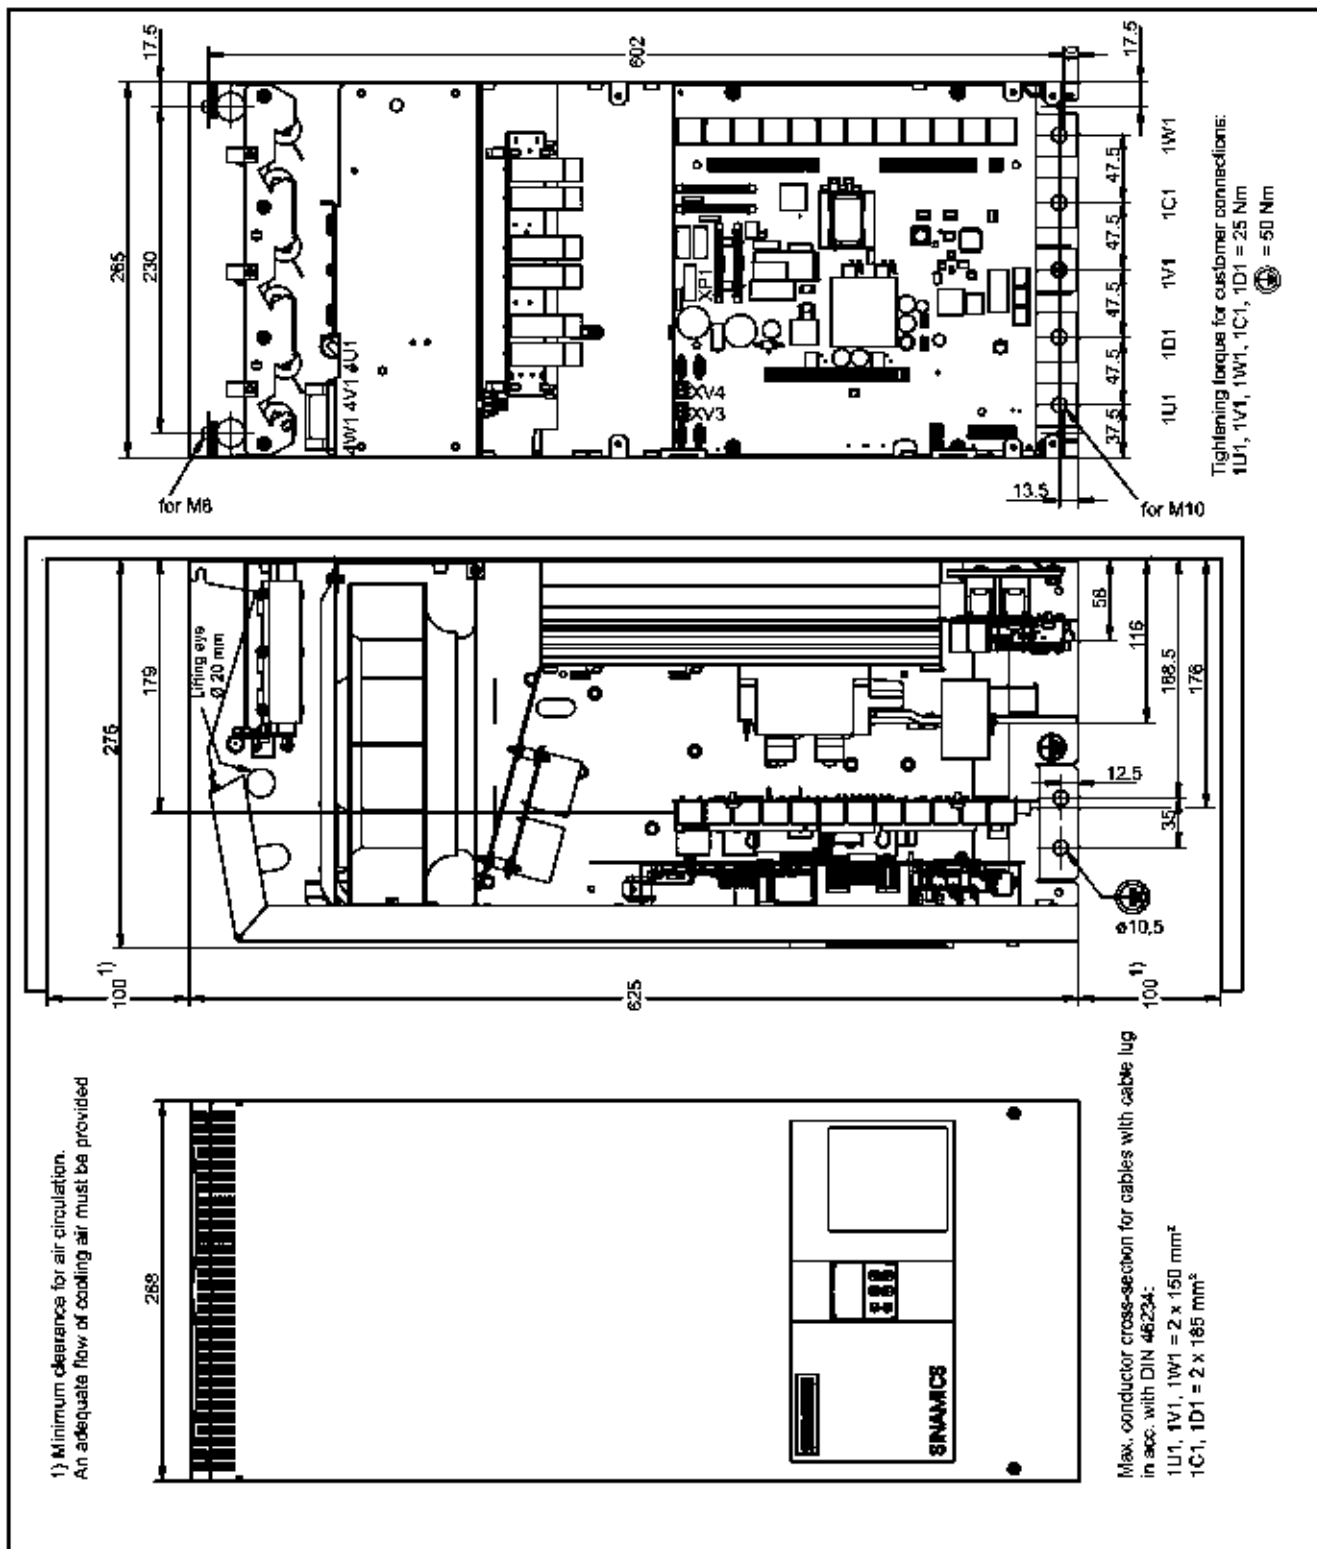 17.5
602
10
17.5
265
230
47.5
47.5
47.5
47.5
37.5
1W1
1C1
1V1
1D1
1U1
XP1
XV4
XV3
4W1 4V1 4U1
for M6
13.5
for M10
Tightening torque for customer connections:
1U1, 1V1, 1W1, 1C1, 1D1 = 25 Nm
= 50 Nm
Lifting eye
Ø 20 mm
179
275
58
116
168.5
176
12.5
35
ø10,5
100 1)
625
100 1)
1) Minimum clearance for air circulation.
An adequate flow of cooling air must be provided
268
SINAMICS
Max. conductor cross-section for cables with cable lug
in acc. with DIN 46234:
1U1, 1V1, 1W1 = 2 x 150 mm²
1C1, 1D1 = 2 x 185 mm²